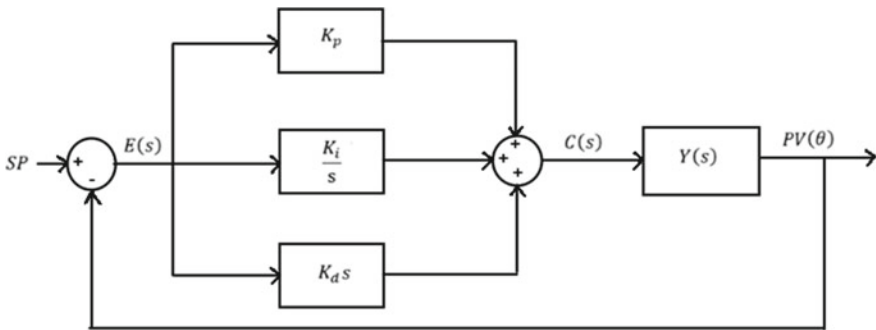 K_p
SP
+
-
E(s)
K_i
s
+
+
+
C(s)
Y(s)
PV(θ)
K_d s